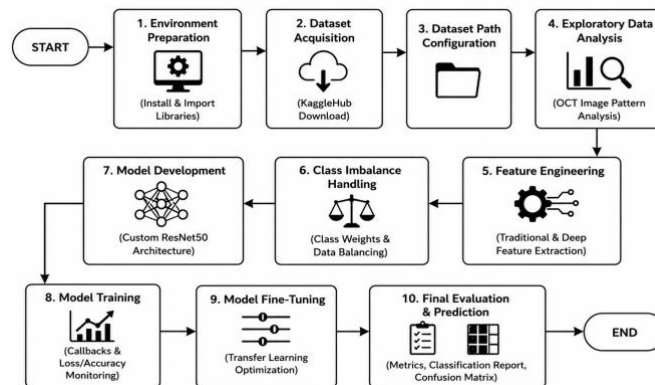 START
1. Environment
Preparation
(Install & Import
Libraries)
2. Dataset
Acquisition
(KaggleHub
Download)
3. Dataset Path
Configuration
4. Exploratory Data
Analysis
(OCT Image Pattern
Analysis)
5. Feature Engineering
(Traditional & Deep
Feature Extraction)
6. Class Imbalance
Handling
(Class Weights &
Data Balancing)
7. Model Development
(Custom ResNet50
Architecture)
8. Model Training
(Callbacks &
Loss/Accuracy
Monitoring)
9. Model Fine-Tuning
(Transfer Learning
Optimization)
10. Final Evaluation
& Prediction
(Metrics, Classification Report,
Confusion Matrix)
END